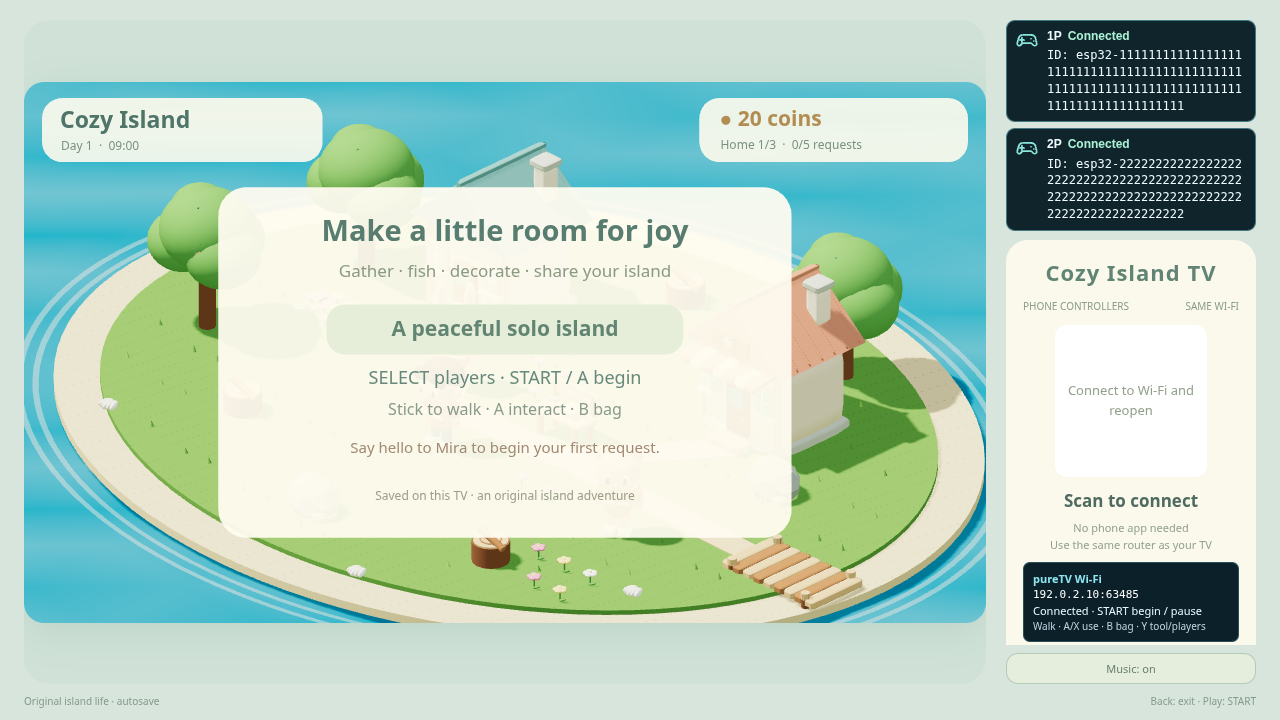 Cozy Island
Day 1 · 09:00
● 20 coins
Home 1/3 · 0/5 requests
Make a little room for joy
Gather · fish · decorate · share your island
A peaceful solo island
SELECT players · START / A begin
Stick to walk · A interact · B bag
Say hello to Mira to begin your first request.
Saved on this TV · an original island adventure
1P Connected
ID: esp32-11111111111111111
111111111111111111111111111
111111111111111111111111111
1111111111111111111
2P Connected
ID: esp32-22222222222222222
222222222222222222222222222
222222222222222222222222222
2222222222222222222
Cozy Island TV
PHONE CONTROLLERS SAME WI-FI
Connect to Wi-Fi and
reopen
Scan to connect
No phone app needed
Use the same router as your TV
pureTV Wi-Fi
192.0.2.10:63485
Connected · START begin / pause
Walk · A/X use · B bag · Y tool/players
Music: on
Original island life · autosave
Back: exit · Play: START